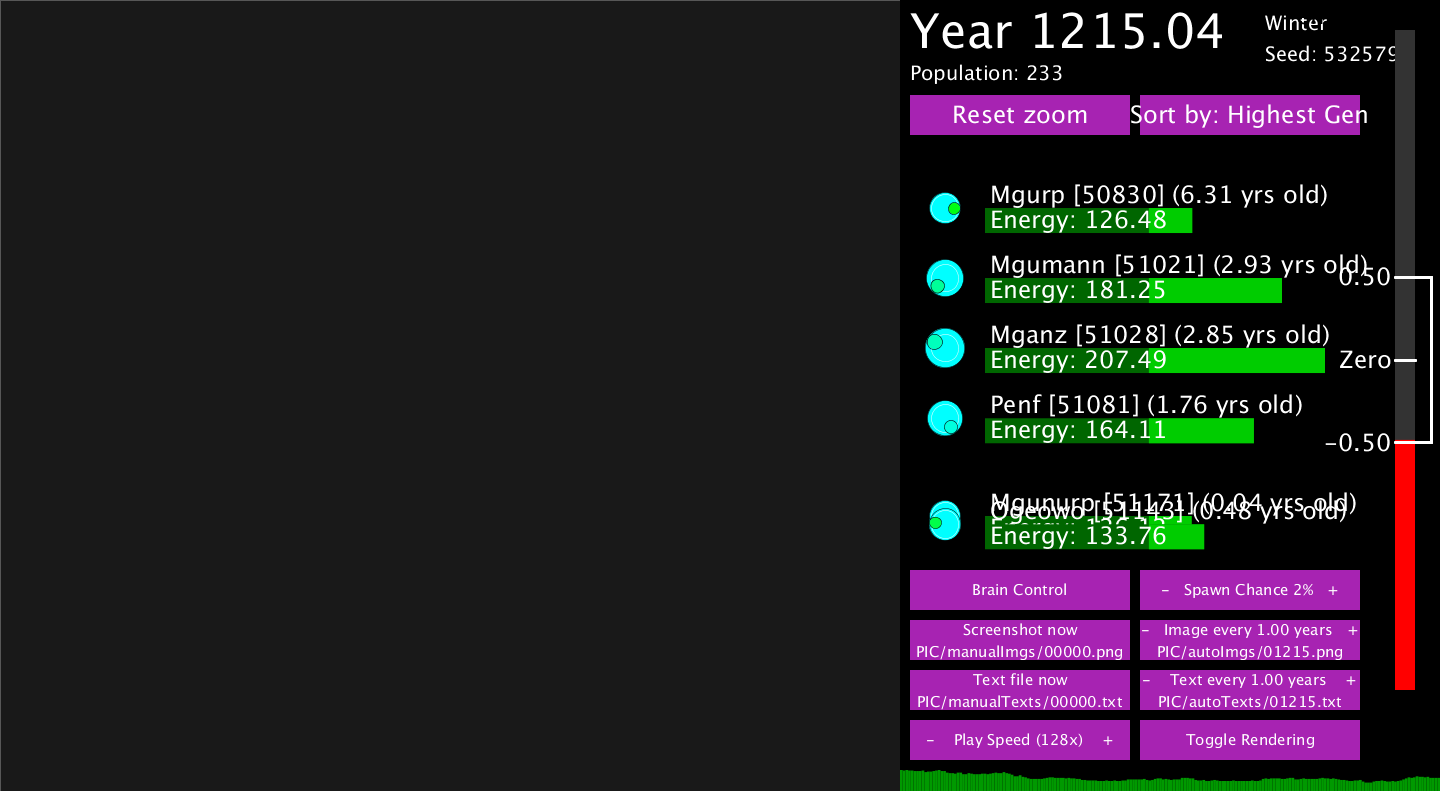 Year 1215.04
Winter
Seed: 532579
Population: 233
Reset zoom
Sort by: Highest Gen
Mgurp [50830] (6.31 yrs old)
Energy: 126.48
Mgumann [51021] (2.93 yrs old)
Energy: 181.25
0.50
Mganz [51028] (2.85 yrs old)
Energy: 207.49
Zero
Penf [51081] (1.76 yrs old)
Energy: 164.11
-0.50
Mgunurp [51171] (0.04 yrs old)
Ogeowo [51143] (0.48 yrs old)
Energy: 133.76
Brain Control
- Spawn Chance 2% +
Screenshot now
PIC/manualImgs/00000.png
- Image every 1.00 years +
PIC/autoImgs/01215.png
Text file now
PIC/manualTexts/00000.txt
- Text every 1.00 years +
PIC/autoTexts/01215.txt
- Play Speed (128x) +
Toggle Rendering